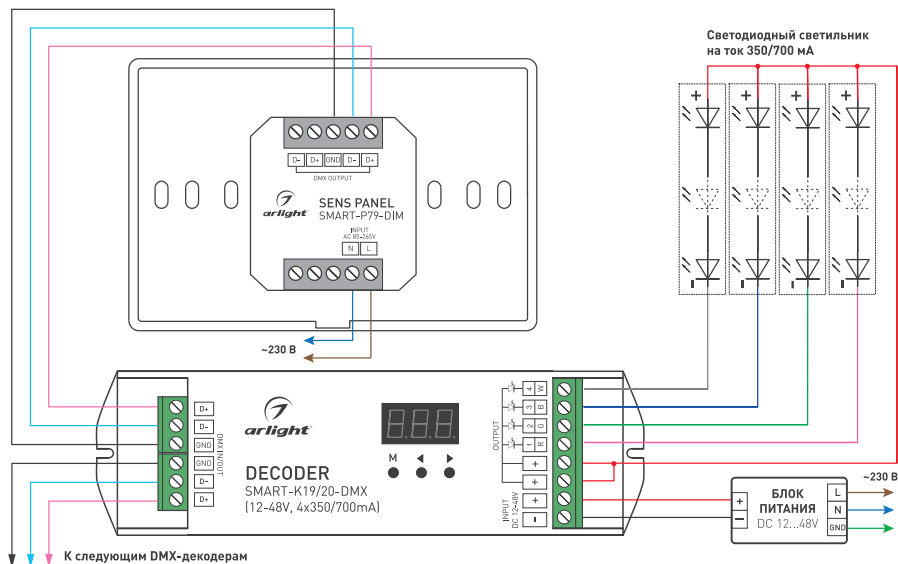 Светодиодный светильник
на ток 350/700 мА
+ + + +
- - - -
D- D+ GND D- D+
DMX OUTPUT
arlight
SENS PANEL
SMART-P79-DIM
INPUT
AC 85-265V
N L
~230 В
D+
D-
GND
GND
D-
D+
DMX IN/OUT
arlight
DECODER
SMART-K19/20-DMX
(12-48V, 4x350/700mA)
888
M ◄ ►
OUTPUT
4 W
3 B
2 G
1 R
+
+
INPUT
DC 12-48V
+
-
+
-
БЛОК
ПИТАНИЯ
DC 12...48V
L
N
GND
~230 В
К следующим DMX-декодерам